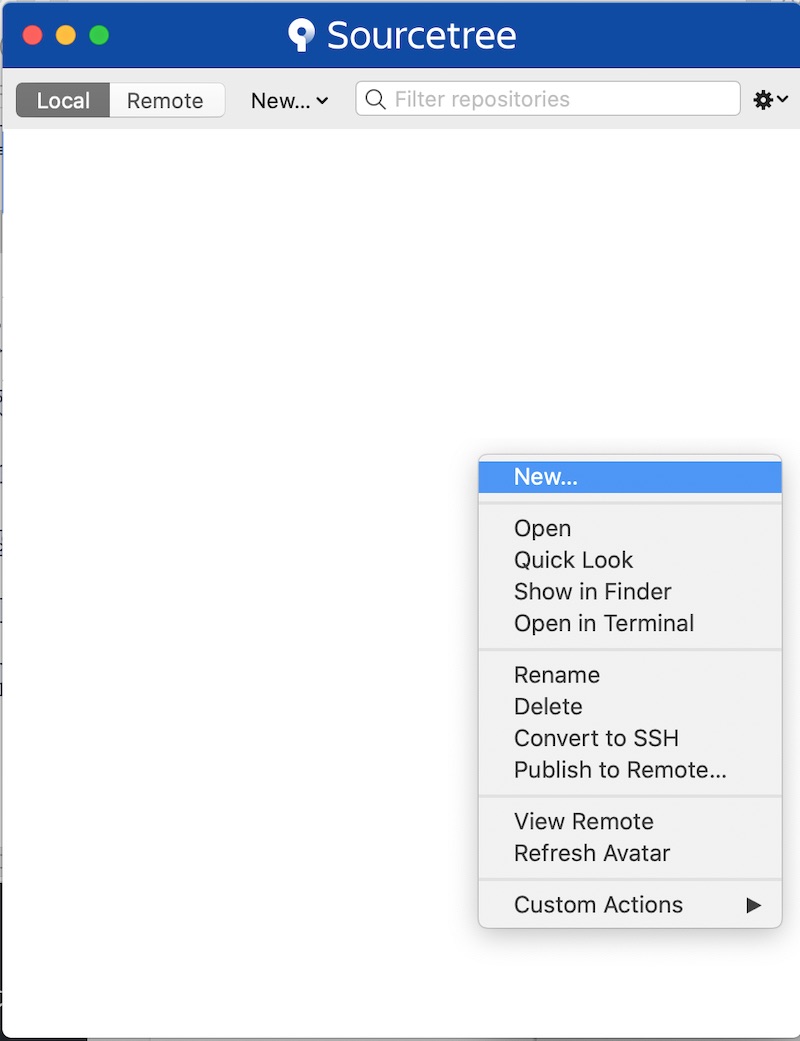 Sourcetree
Local Remote New... Filter repositories
New...
Open
Quick Look
Show in Finder
Open in Terminal
Rename
Delete
Convert to SSH
Publish to Remote...
View Remote
Refresh Avatar
Custom Actions